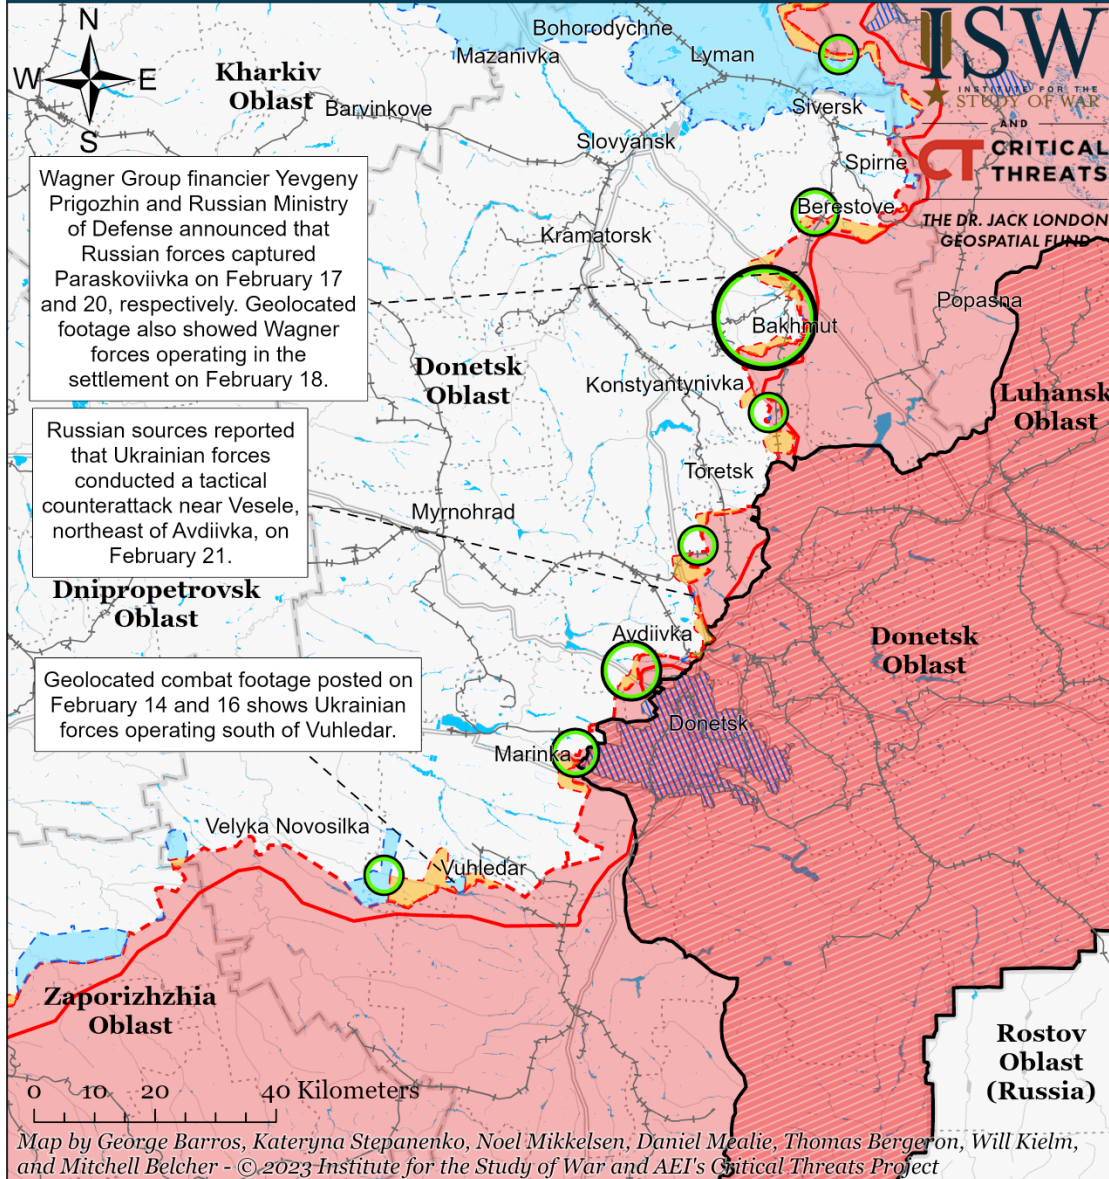 N
W
E
S
Kharkiv
Oblast
Bohorodychne
Mazanivka
Lyman
Barvinkove
Siversk
Slovyansk
Spirne
ISW
INSTITUTE FOR THE
STUDY OF WAR
AND
CT CRITICAL
THREATS
THE DR. JACK LONDON
GEOSPATIAL FUND
Wagner Group financier Yevgeny
Prigozhin and Russian Ministry
of Defense announced that
Russian forces captured
Paraskoviivka on February 17
and 20, respectively. Geolocated
footage also showed Wagner
forces operating in the
settlement on February 18.
Berestove
Kramatorsk
Popasna
Bakhmut
Donetsk
Oblast
Konstyantynivka
Luhansk
Oblast
Russian sources reported
that Ukrainian forces
conducted a tactical
counterattack near Vesele,
northeast of Avdiivka, on
February 21.
Toretsk
Myrnohrad
Dnipropetrovsk
Oblast
Avdiivka
Donetsk
Oblast
Geolocated combat footage posted on
February 14 and 16 shows Ukrainian
forces operating south of Vuhledar.
Donetsk
Marinka
Velyka Novosilka
Vuhledar
Zaporizhzhia
Oblast
Rostov
Oblast
(Russia)
0 10 20 40 Kilometers
Map by George Barros, Kateryna Stepanenko, Noel Mikkelsen, Daniel Mealie, Thomas Bergeron, Will Kielm,
and Mitchell Belcher - © 2023 Institute for the Study of War and AEI's Critical Threats Project